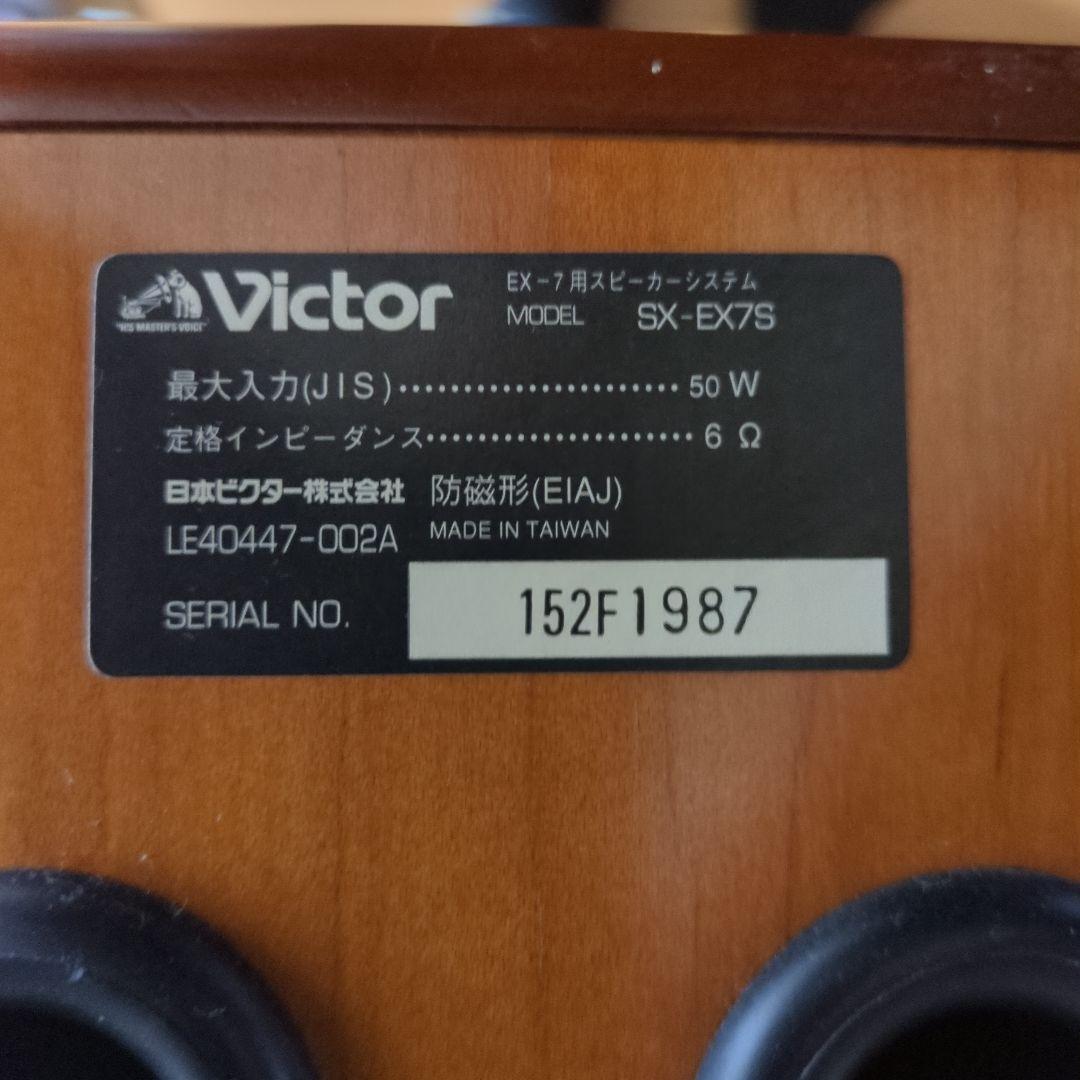 "HIS MASTER'S VOICE"
Victor
EX-7用スピーカーシステム
MODEL SX-EX7S
最大入力(JIS)······················ 50 W
定格インピーダンス····················· 6 Ω
日本ビクター株式会社 防磁形(EIAJ)
LE40447-002A MADE IN TAIWAN
SERIAL NO. 152F1987